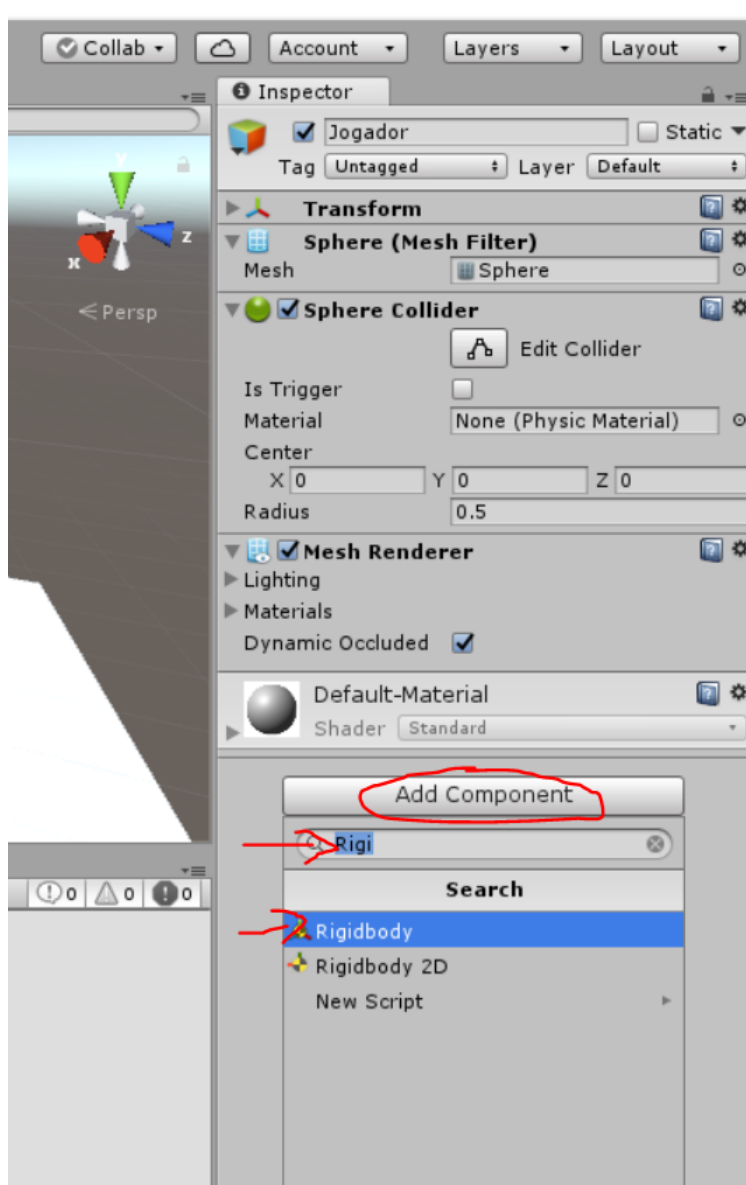 Collab Account Layers Layout
Inspector
Jogador Static
Tag Untagged Layer Default
y
x
z
Persp
Transform
Sphere (Mesh Filter)
Mesh Sphere
Sphere Collider
Edit Collider
Is Trigger
Material None (Physic Material)
Center
X 0 Y 0 Z 0
Radius 0.5
Mesh Renderer
Lighting
Materials
Dynamic Occluded
Default-Material
Shader Standard
Add Component
Rigi
0 0 0
Search
Rigidbody
Rigidbody 2D
New Script